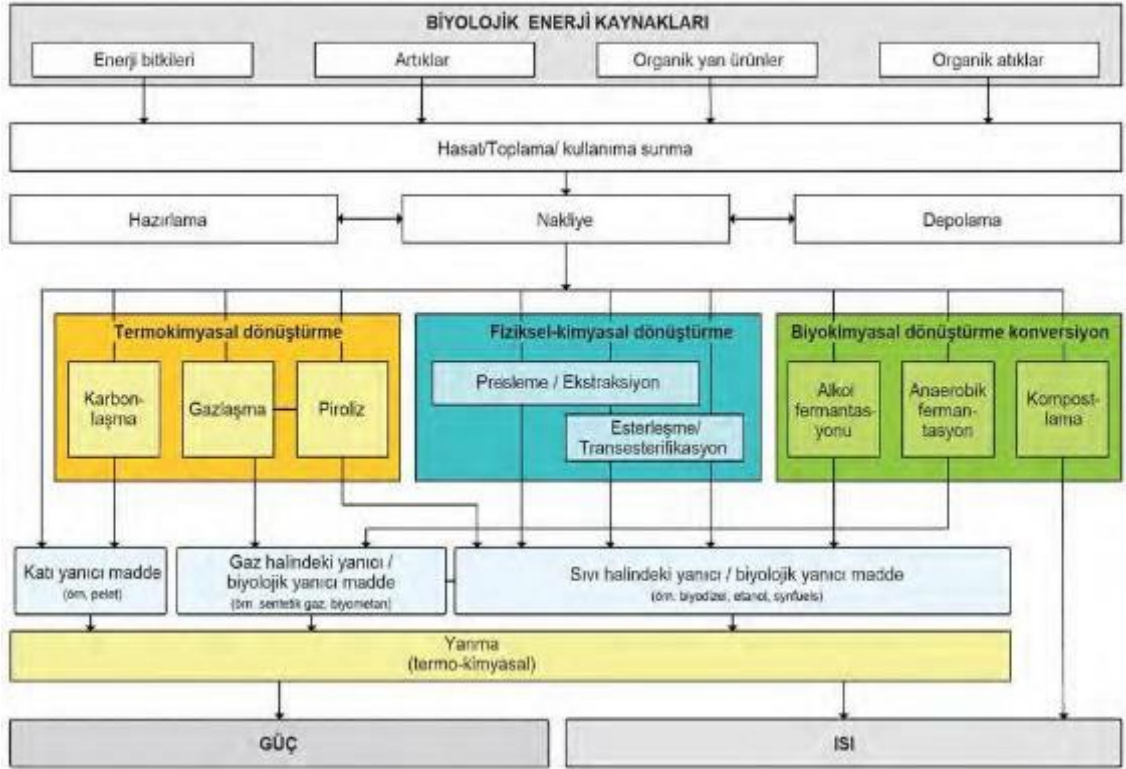 BİYOLOJİK ENERJİ KAYNAKLARI
Enerji bitkileri
Artıklar
Organik yan ürünler
Organik atıklar
Hasat/Toplama/ kullanıma sunma
Hazırlama
Nakliye
Depolama
Termokimyasal dönüştürme
Fiziksel-kimyasal dönüştürme
Biyokimyasal dönüştürme konversiyon
Karbon-
laşma
Gazlaşma
Piroliz
Presleme / Ekstraksiyon
Esterleşme/
Transesterifikasyon
Alkol
fermantas-
yonu
Anaerobik
ferman-
tasyon
Kompost-
lama
Katı yanıcı madde
(örn, pelet)
Gaz halindeki yanıcı /
biyolojik yanıcı madde
(örn. sentetik gaz, biyometan)
Sıvı halindeki yanıcı / biyolojik yanıcı madde
(örn. biyodizel, etanol, synfuels)
Yanma
(termo-kimyasal)
GÜÇ
ISI